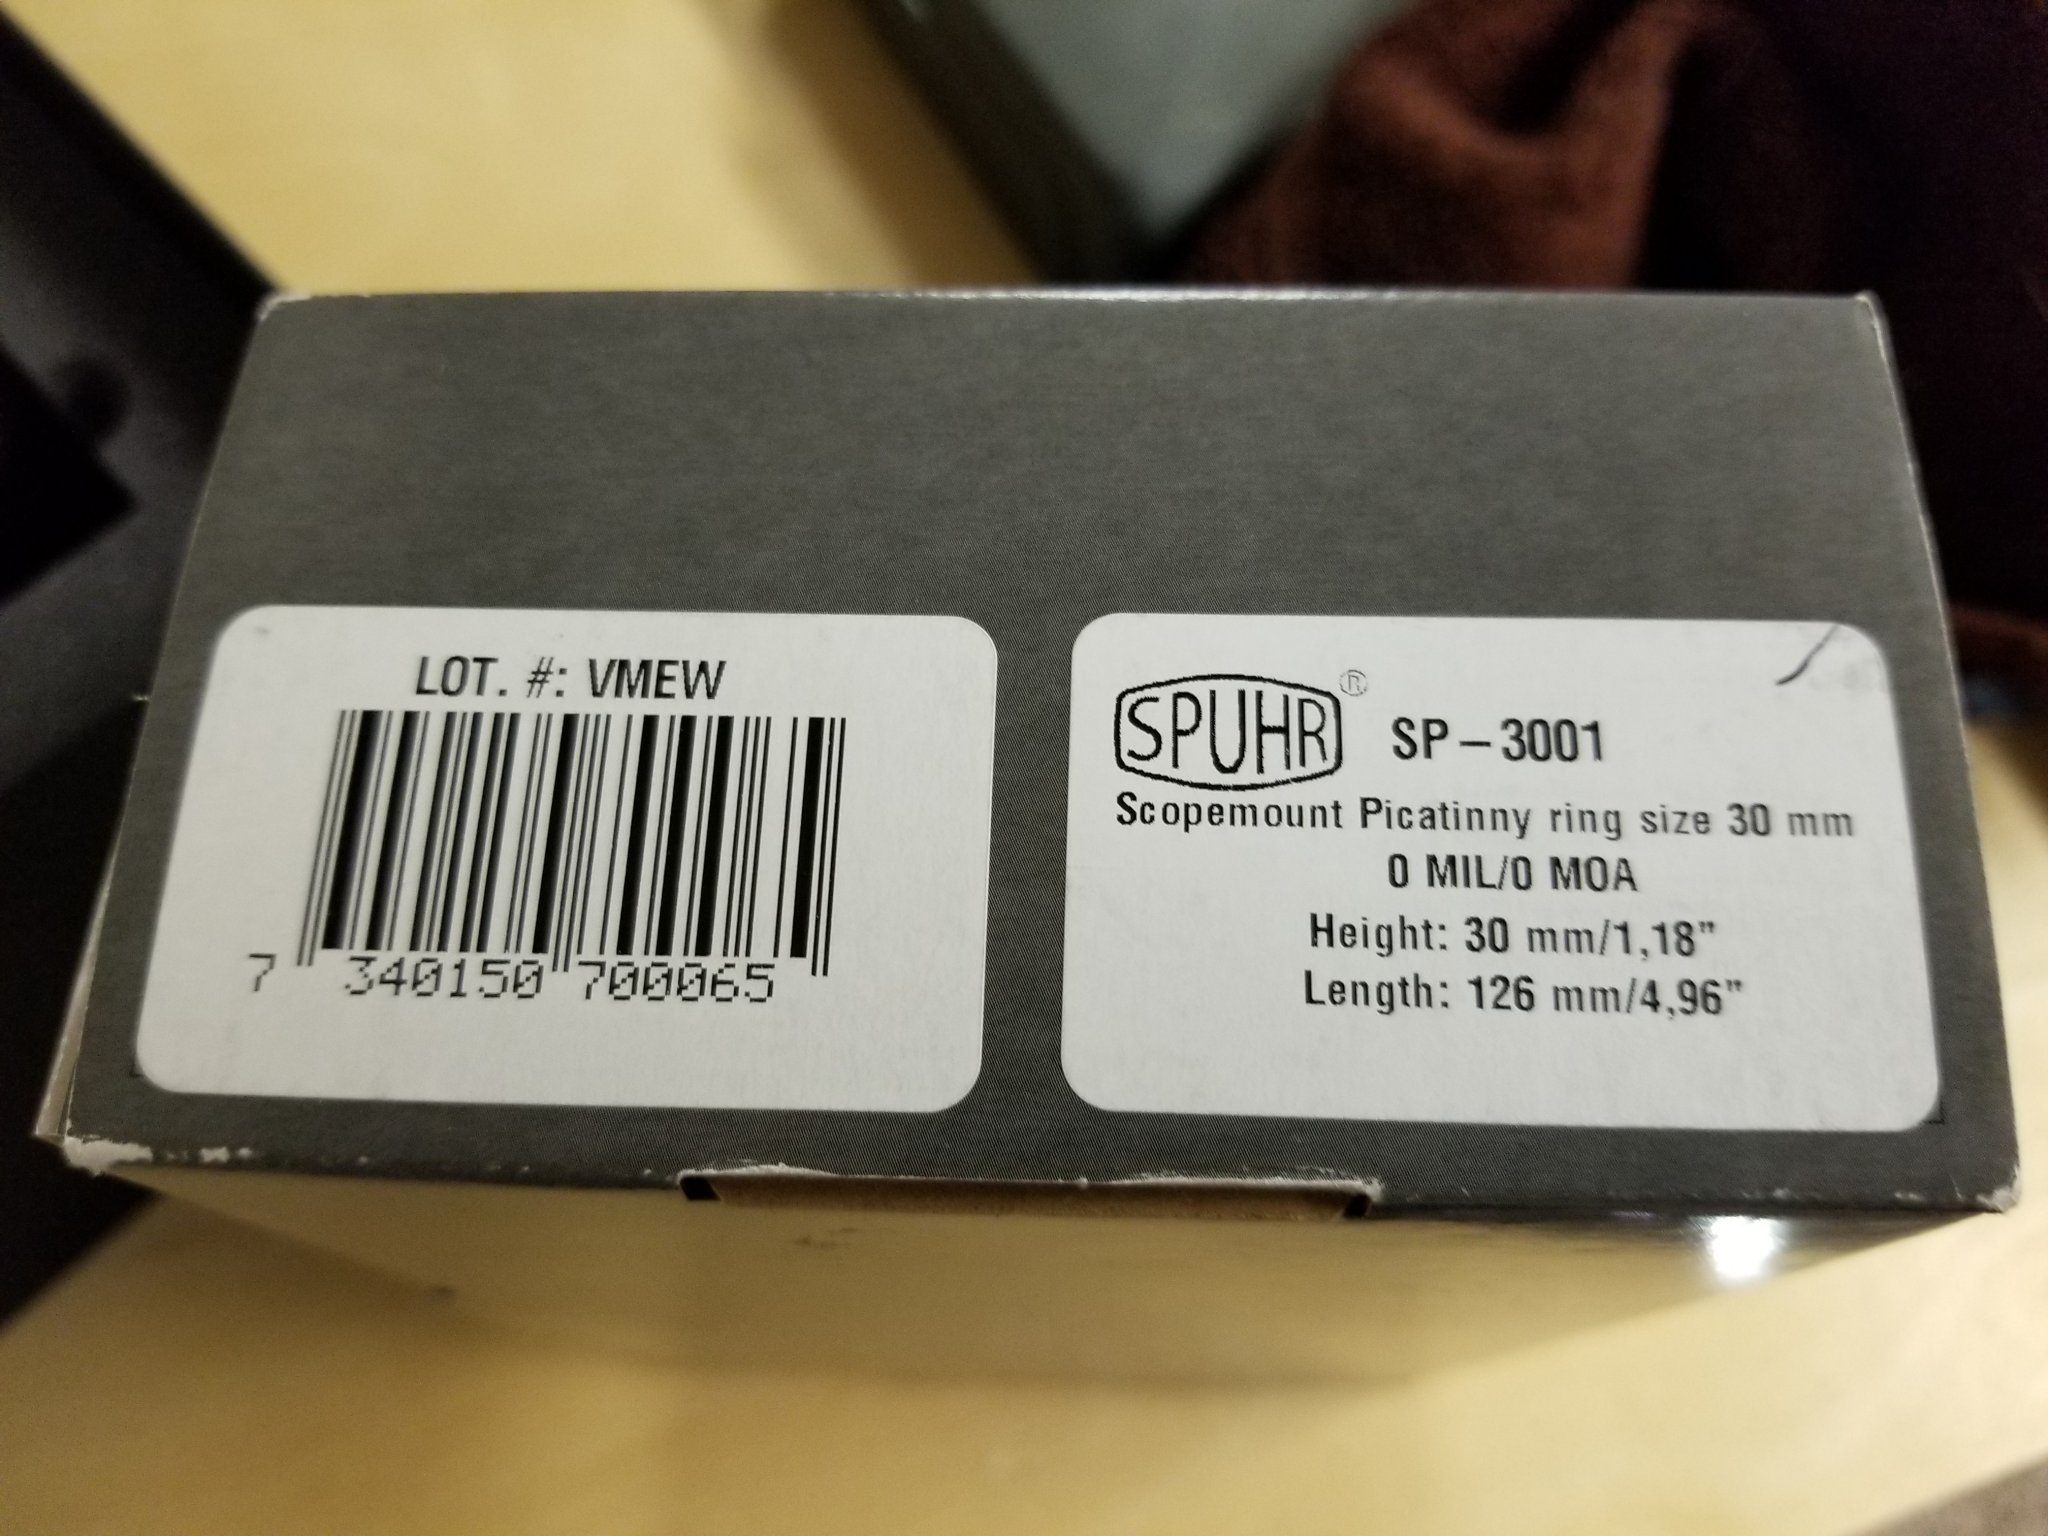 LOT. #: VMEW
7 340150 700065
SPUHR® SP–3001
Scopemount Picatinny ring size 30 mm
0 MIL/0 MOA
Height: 30 mm/1,18"
Length: 126 mm/4,96"